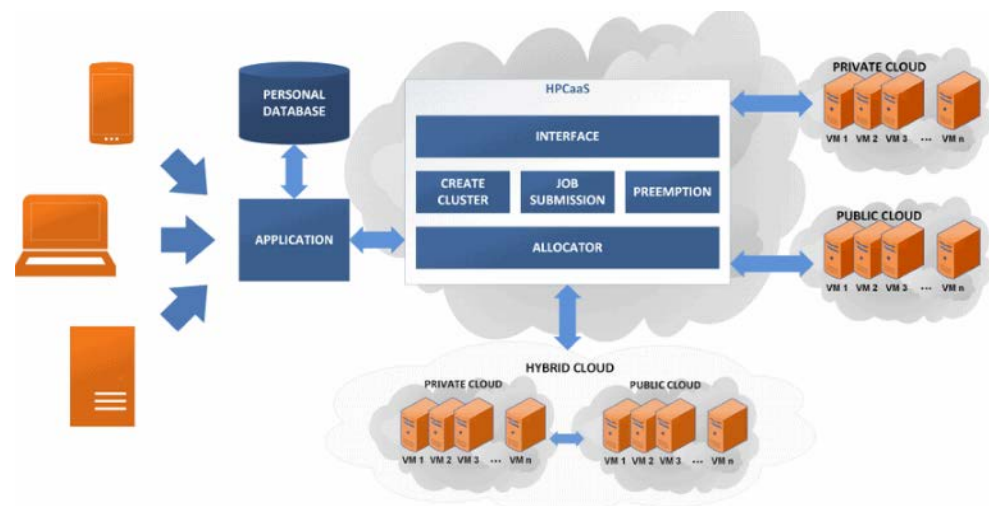 PERSONAL
DATABASE
APPLICATION
HPCaaS
INTERFACE
CREATE
CLUSTER
JOB
SUBMISSION
PREEMPTION
ALLOCATOR
PRIVATE CLOUD
VM 1 VM 2 VM 3 ... VM n
PUBLIC CLOUD
VM 1 VM 2 VM 3 ... VM n
HYBRID CLOUD
PRIVATE CLOUD
VM 1 VM 2 VM 3 ... VM n
PUBLIC CLOUD
VM 1 VM 2 VM 3 ... VM n